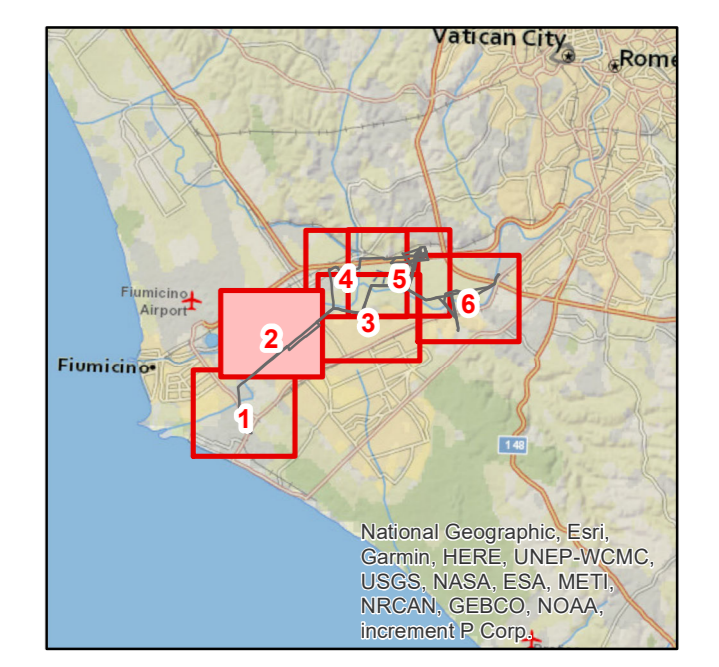 Vatican City
Rome
Fiumicino
Airport
4
5
6
3
2
Fiumicino
1
148
National Geographic, Esri,
Garmin, HERE, UNEP-WCMC,
USGS, NASA, ESA, METI,
NRCAN, GEBCO, NOAA,
increment P Corp.